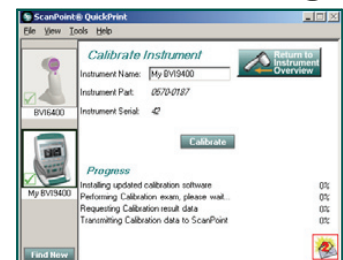 ScanPoint® QuickPrint
File View Tools Help
Calibrate Instrument
Return to
Instrument
Overview
Instrument Name: My BVI9400
Instrument Part: 0570-0187
Instrument Serial: 42
BVI6400
Calibrate
My BVI9400
Progress
Installing updated calibration software 0%
Performing Calibration exam, please wait... 0%
Requesting Calibration result data 0%
Transmitting Calibration data to ScanPoint 0%
Find New